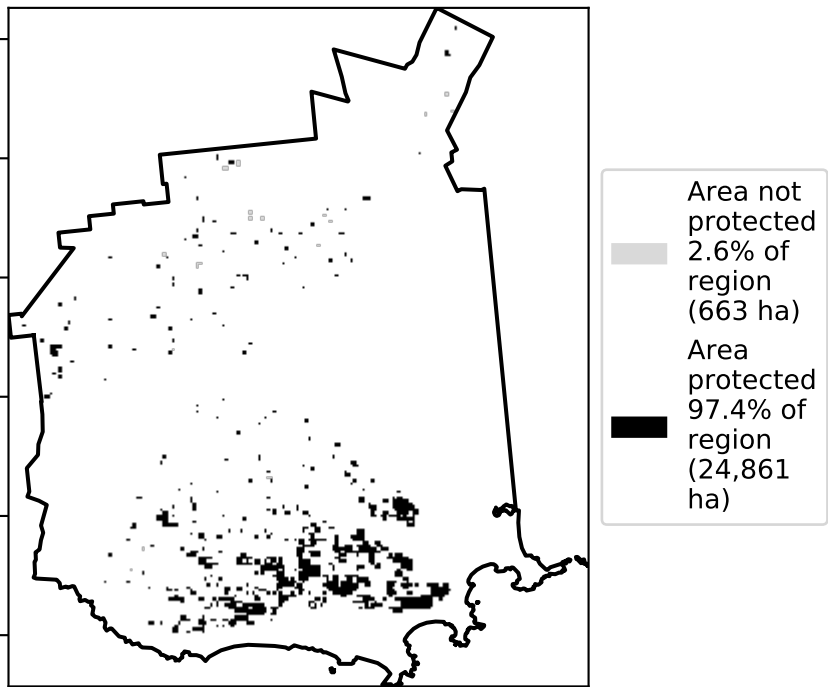 Area not
protected
2.6% of
region
(663 ha)
Area
protected
97.4% of
region
(24,861
ha)